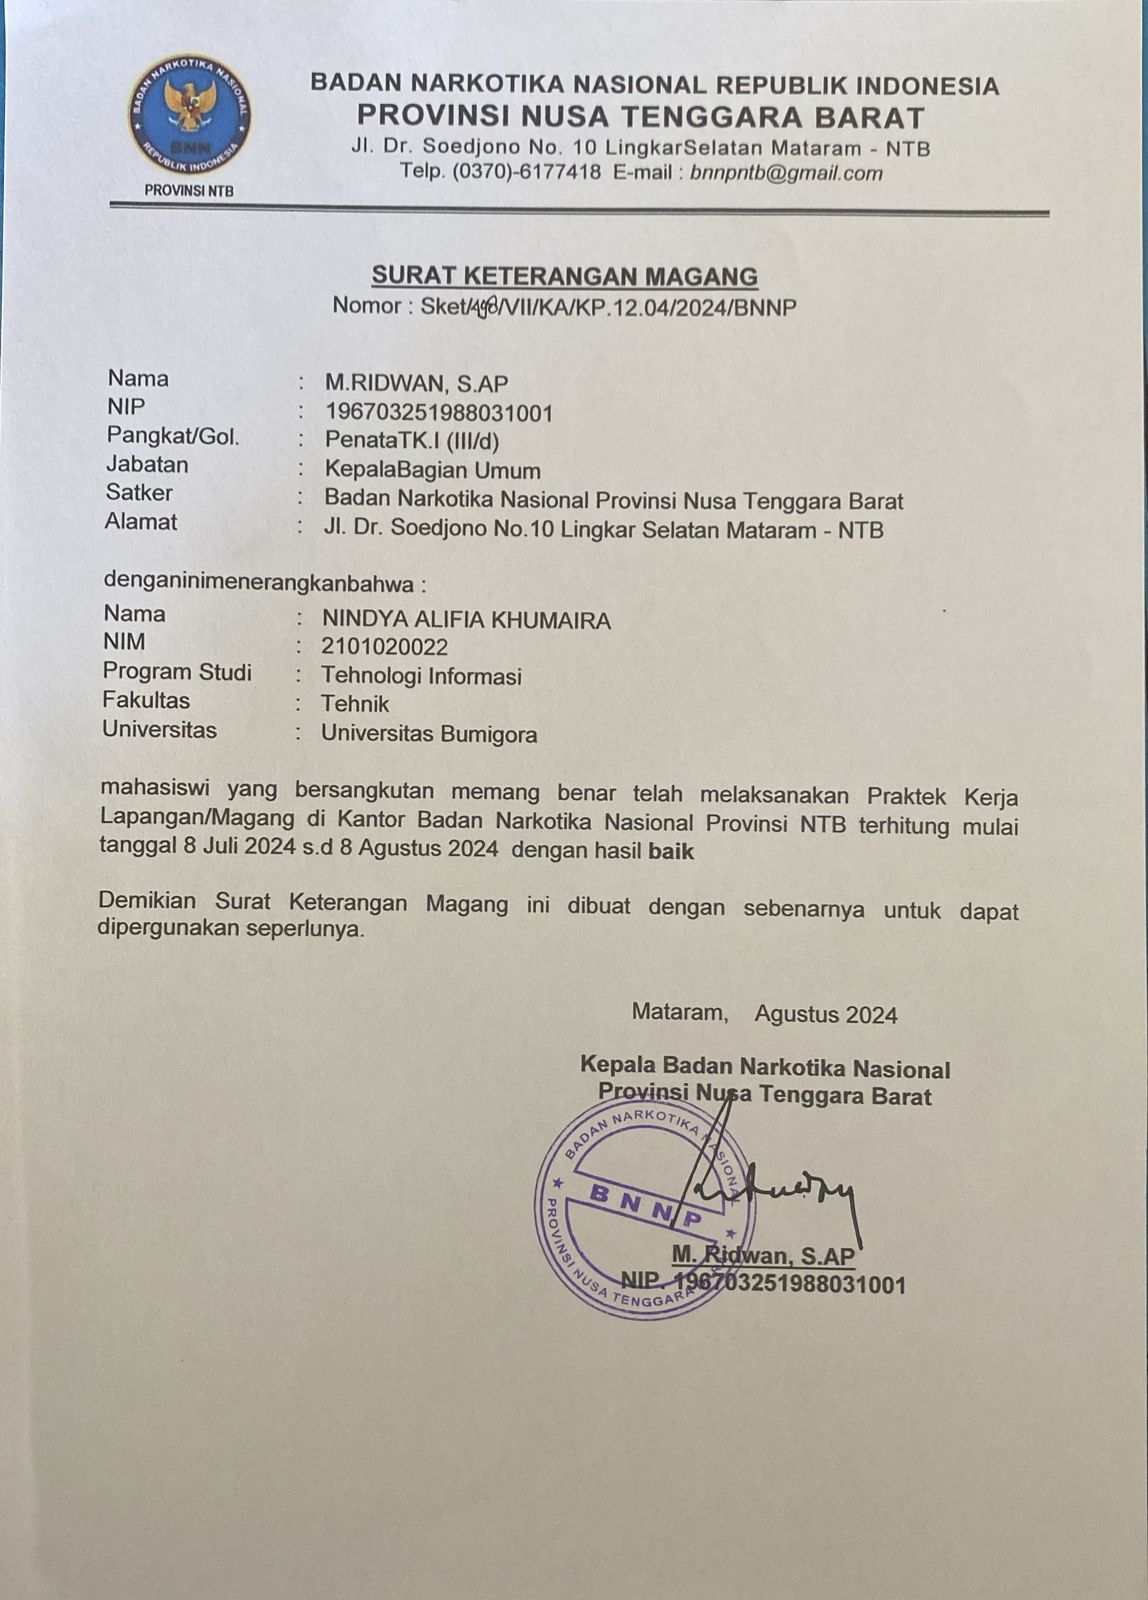 BADAN NARKOTIKA NASIONAL
BNN
REPUBLIK INDONESIA
PROVINSI NTB
BADAN NARKOTIKA NASIONAL REPUBLIK INDONESIA
PROVINSI NUSA TENGGARA BARAT
Jl. Dr. Soedjono No. 10 LingkarSelatan Mataram - NTB
Telp. (0370)-6177418 E-mail : bnnpntb@gmail.com
SURAT KETERANGAN MAGANG
Nomor : Sket/ /VII/KA/KP.12.04/2024/BNNP
Nama : M.RIDWAN, S.AP
NIP : 196703251988031001
Pangkat/Gol. : PenataTK.I (III/d)
Jabatan : KepalaBagian Umum
Satker : Badan Narkotika Nasional Provinsi Nusa Tenggara Barat
Alamat : Jl. Dr. Soedjono No.10 Lingkar Selatan Mataram - NTB
denganinimenerangkanbahwa :
Nama : NINDYA ALIFIA KHUMAIRA
NIM : 2101020022
Program Studi : Tehnologi Informasi
Fakultas : Tehnik
Universitas : Universitas Bumigora
mahasiswi yang bersangkutan memang benar telah melaksanakan Praktek Kerja
Lapangan/Magang di Kantor Badan Narkotika Nasional Provinsi NTB terhitung mulai
tanggal 8 Juli 2024 s.d 8 Agustus 2024 dengan hasil baik
Demikian Surat Keterangan Magang ini dibuat dengan sebenarnya untuk dapat
dipergunakan seperlunya.
Mataram, Agustus 2024
Kepala Badan Narkotika Nasional
Provinsi Nusa Tenggara Barat
BADAN NARKOTIKA NASIONAL
BNNP
PROVINSI NUSA TENGGARA
M. Ridwan, S.AP
NIP. 196703251988031001